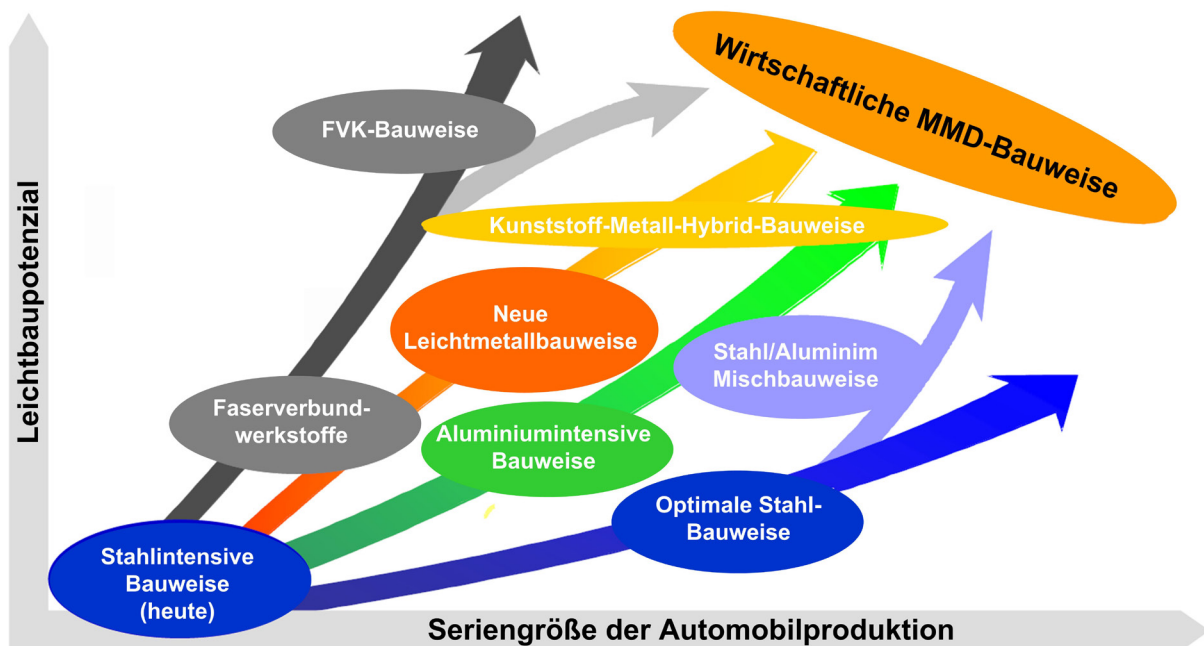 Wirtschaftliche MMD-Bauweise
FVK-Bauweise
Kunststoff-Metall-Hybrid-Bauweise
Neue
Leichtmetallbauweise
Stahl/Aluminim
Mischbauweise
Faserverbund-
werkstoffe
Aluminiumintensive
Bauweise
Optimale Stahl-
Bauweise
Stahlintensive
Bauweise
(heute)
Leichtbaupotenzial
Seriengröße der Automobilproduktion